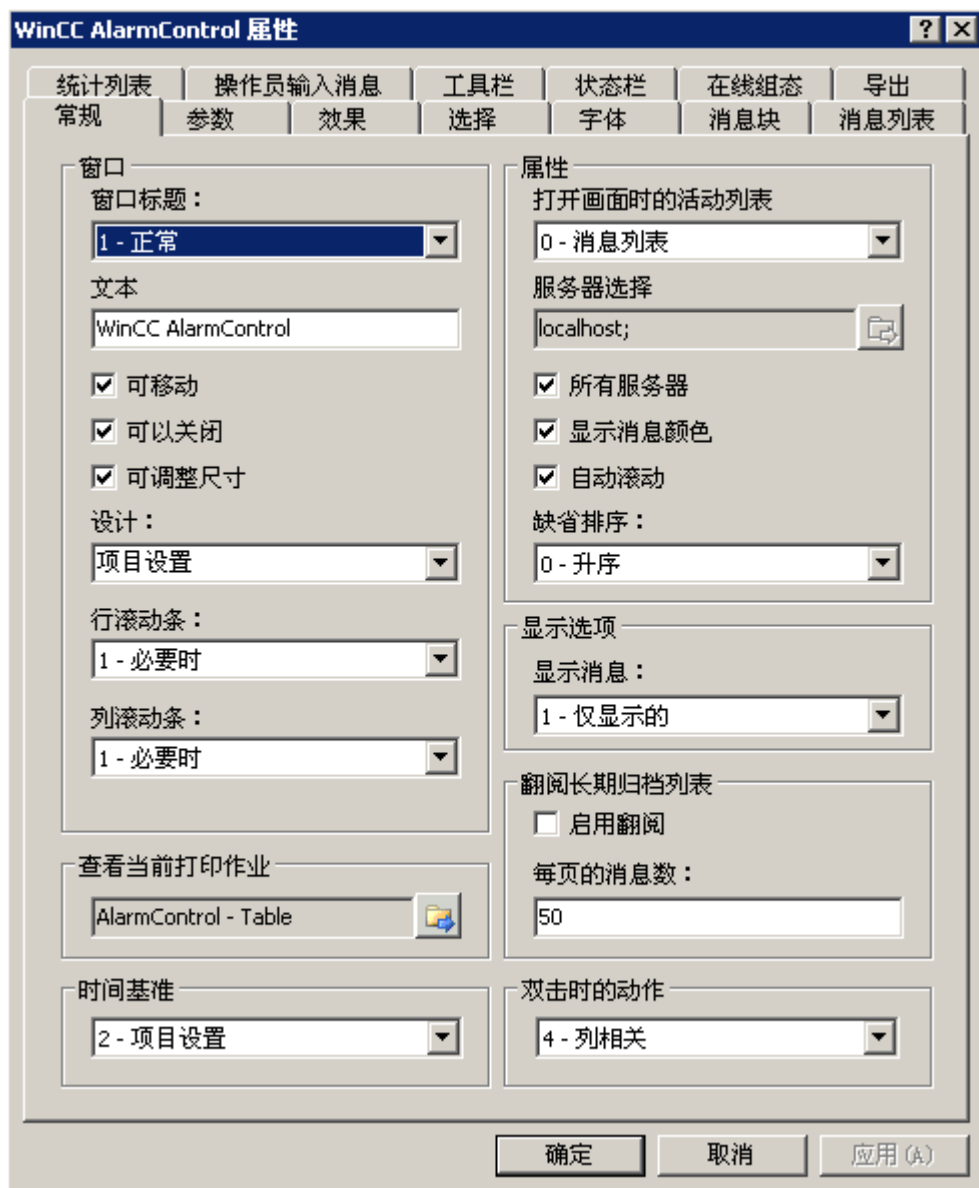 WinCC AlarmControl 属性
统计列表 操作员输入消息 工具栏 状态栏 在线组态 导出
常规 参数 效果 选择 字体 消息块 消息列表
窗口
窗口标题：
1 - 正常
文本
WinCC AlarmControl
可移动
可以关闭
可调整尺寸
设计：
项目设置
行滚动条：
1 - 必要时
列滚动条：
1 - 必要时
查看当前打印作业
AlarmControl - Table
时间基准
2 - 项目设置
属性
打开画面时的活动列表
0 - 消息列表
服务器选择
localhost;
所有服务器
显示消息颜色
自动滚动
缺省排序：
0 - 升序
显示选项
显示消息：
1 - 仅显示的
翻阅长期归档列表
启用翻阅
每页的消息数：
50
双击时的动作
4 - 列相关
确定 取消 应用 (A)